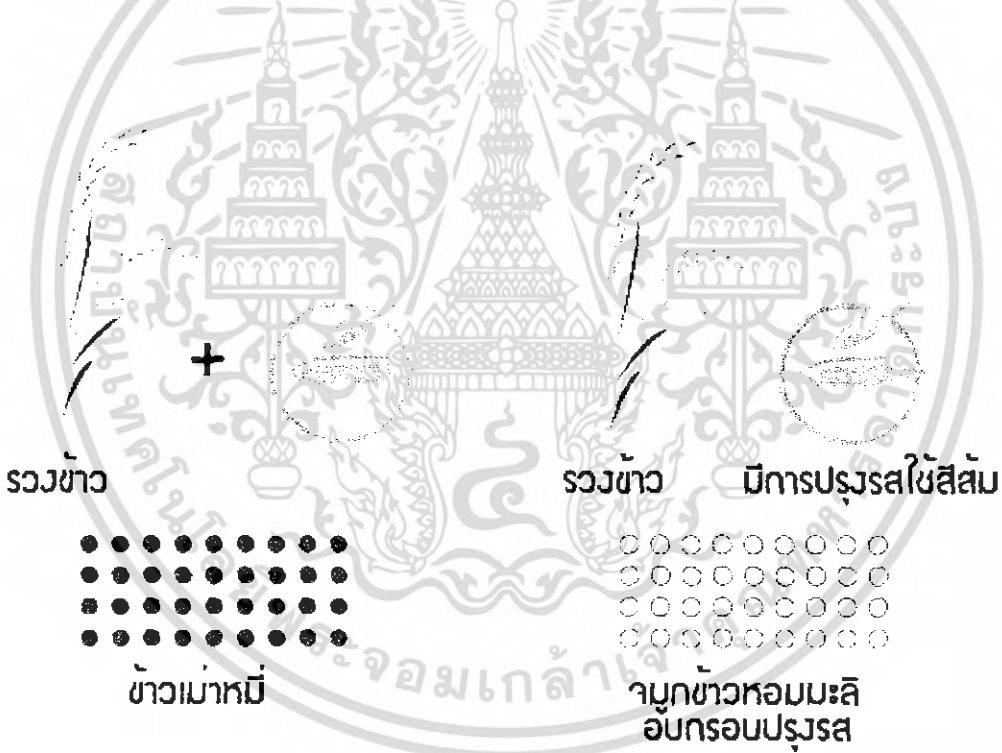 +
รวงข้าว
รวงข้าว มีการปรุงรสใช้สีส้ม
ข้าวเม่าหมี่
จมูกข้าวหอมมะลิ
อบกรอบปรุงรส